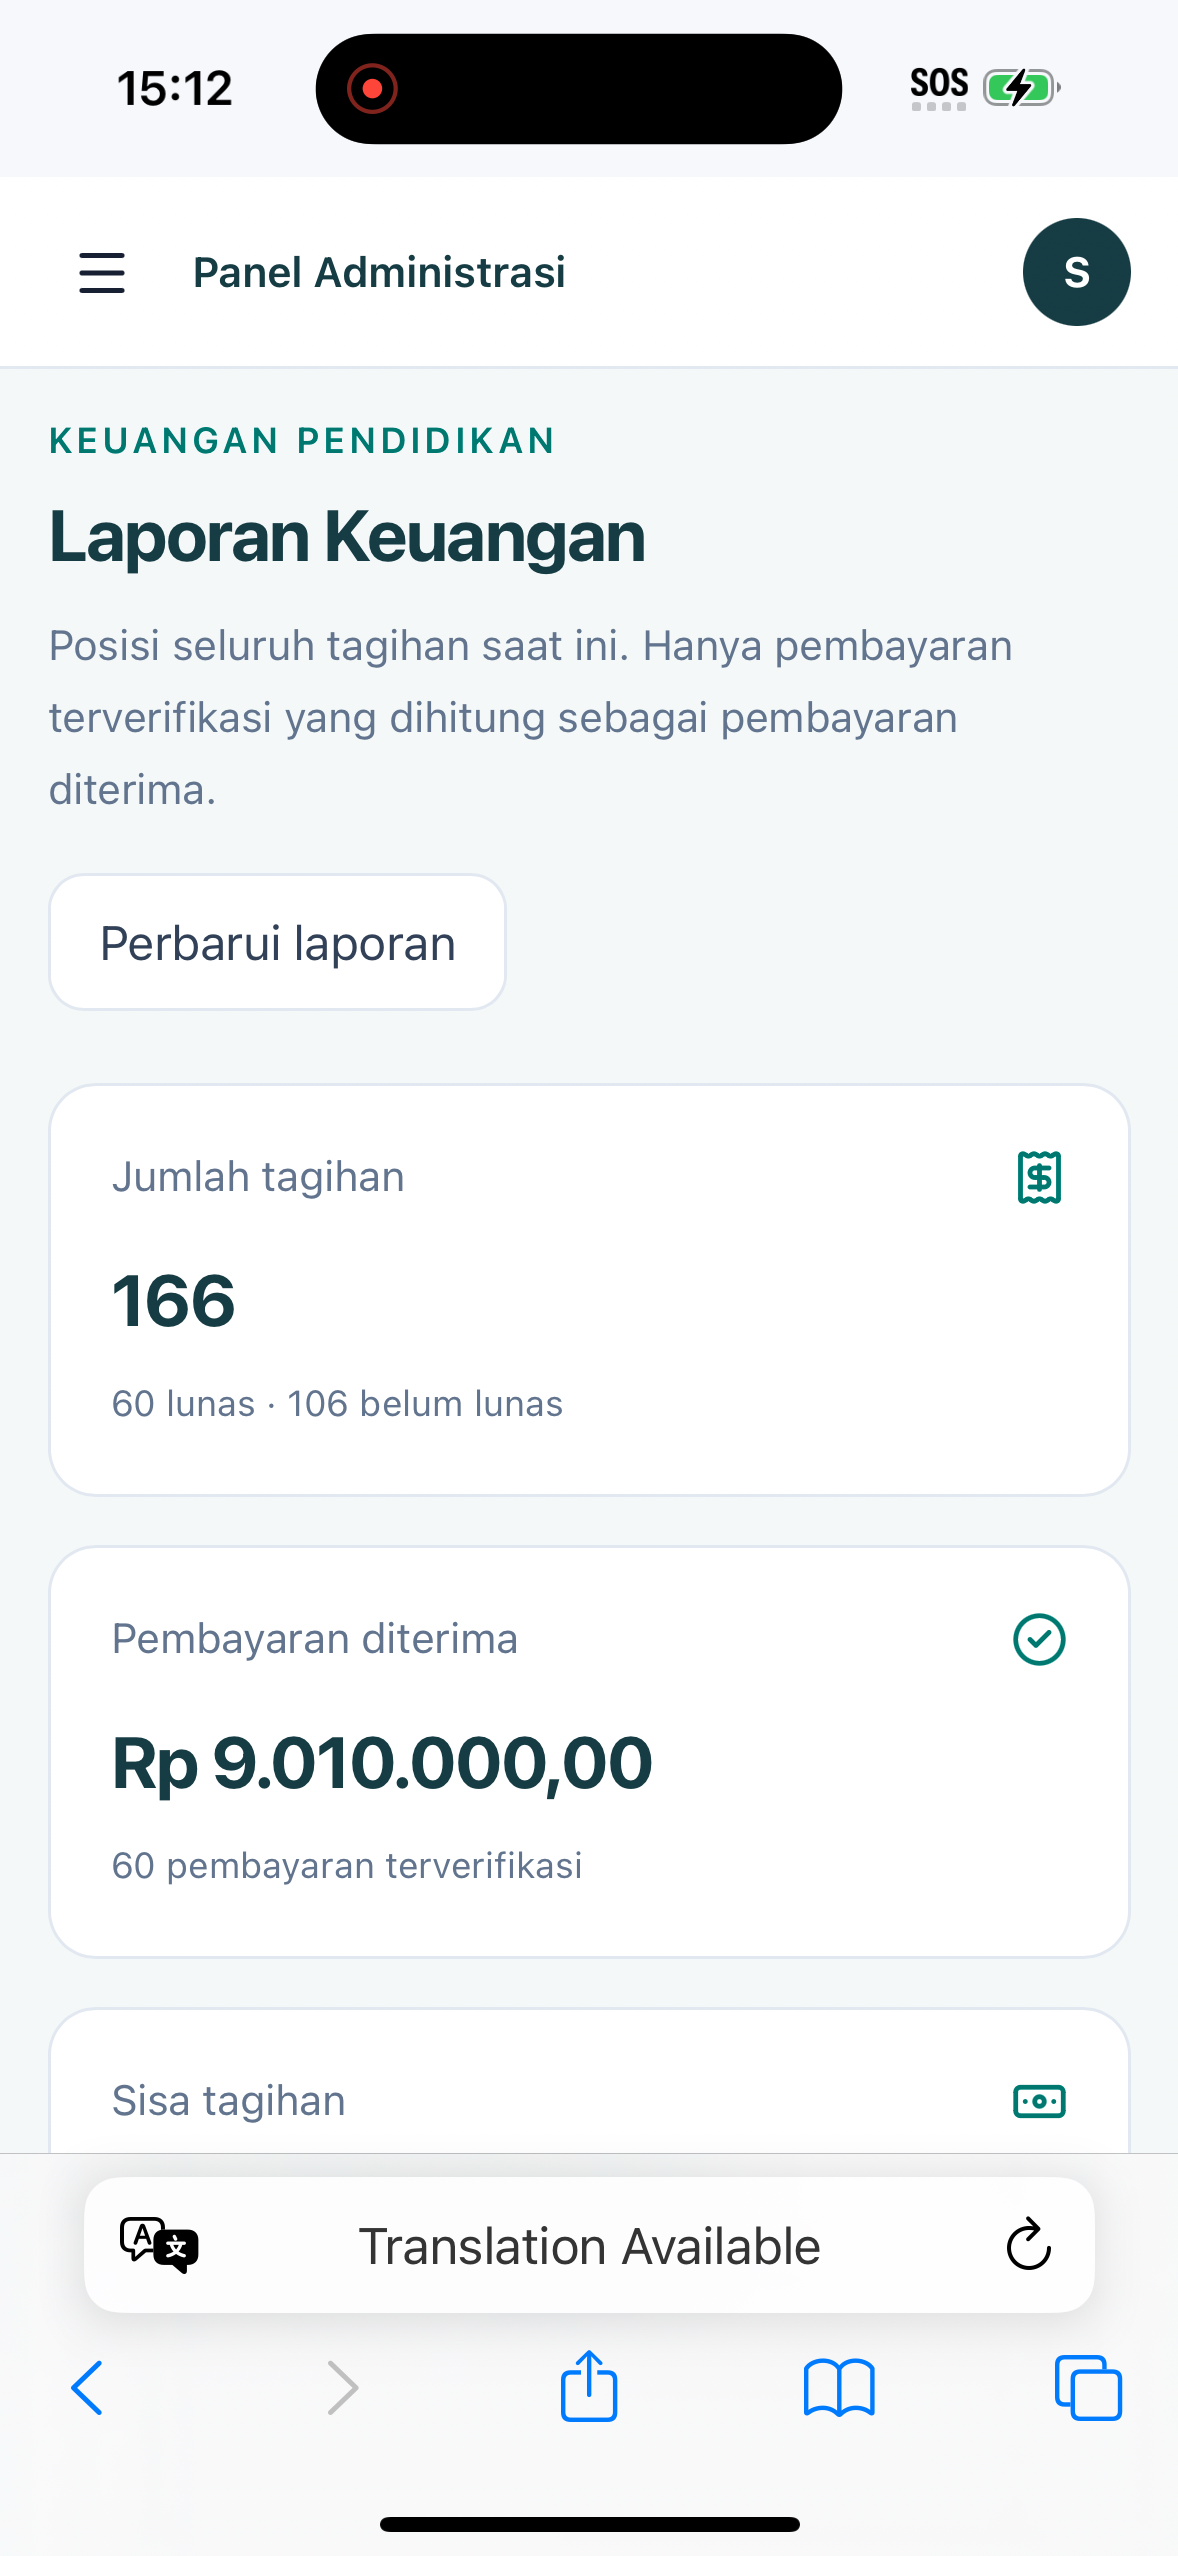 15:12
SOS
Panel Administrasi
S
KEUANGAN PENDIDIKAN
Laporan Keuangan
Posisi seluruh tagihan saat ini. Hanya pembayaran
terverifikasi yang dihitung sebagai pembayaran
diterima.
Perbarui laporan
Jumlah tagihan
166
60 lunas · 106 belum lunas
Pembayaran diterima
Rp 9.010.000,00
60 pembayaran terverifikasi
Sisa tagihan
Translation Available